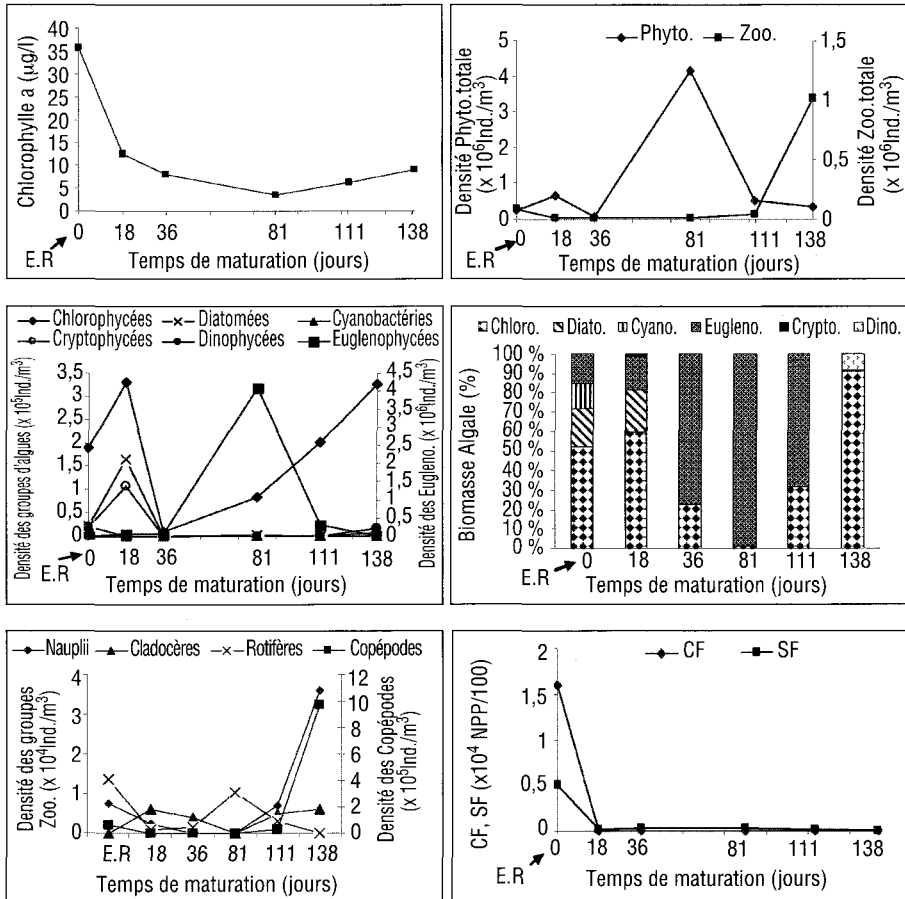 Chlorophylle a (µg/l)
40
35
30
25
20
15
10
5
0
0 18 36 81 111 138
E.R
Temps de maturation (jours)
Phyto. Zoo.
Densité Phyto.totale
(x 10⁶Ind./m³)
5
4
3
2
1
0
1,5
1
0,5
0
Densité Zoo.totale
(x 10⁶Ind./m³)
0 18 36 81 111 138
E.R
Temps de maturation (jours)
Chlorophycées Diatomées Cyanobactéries
Cryptophycées Dinophycées Euglenophycées
Densité des groupes d'algues (x 10⁵Ind./m³)
3,5
3
2,5
2
1,5
1
0,5
0
4,5
4
3,5
3
2,5
2
1,5
1
0,5
0
Densité des Eugleno. (x 10⁶Ind./m³)
0 18 36 81 111 138
E.R
Temps de maturation (jours)
Chloro. Diato. Cyano. Eugleno. Crypto. Dino.
Biomasse Algale (%)
100 %
90 %
80 %
70 %
60 %
50 %
40 %
30 %
20 %
10 %
0 %
0 18 36 81 111 138
E.R
Temps de maturation (jours)
Nauplii Cladocères Rotifères Copépodes
Densité des groupes
Zoo. (x 10⁴Ind./m³)
4
3
2
1
0
12
10
8
6
4
2
0
Densité des Copépodes
(x 10⁵Ind./m³)
E.R 18 36 81 111 138
Temps de maturation (jours)
CF SF
CF, SF (x10⁴ NPP/100)
2
1,5
1
0,5
0
0 18 36 81 111 138
E.R
Temps de maturation (jours)